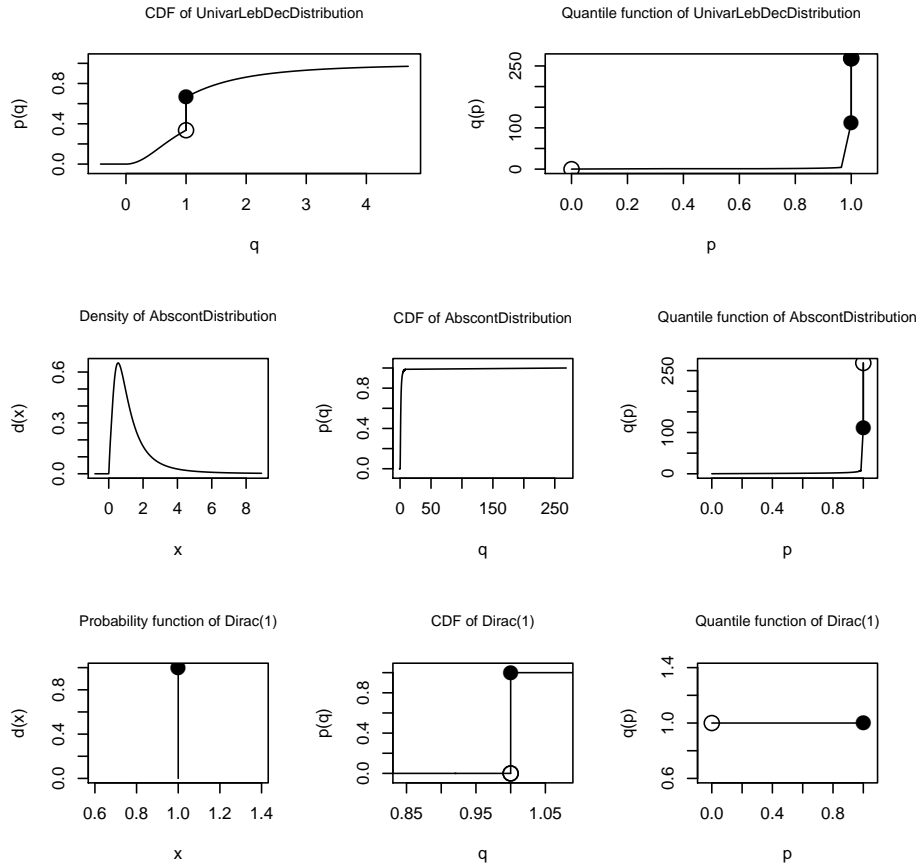 CDF of UnivarLebDecDistribution
p(q)
0.0 0.4 0.8
0 1 2 3 4
q
Quantile function of UnivarLebDecDistribution
q(p)
0 100 250
0.0 0.2 0.4 0.6 0.8 1.0
p
Density of AbscontDistribution
d(x)
0.0 0.3 0.6
0 2 4 6 8
x
CDF of AbscontDistribution
p(q)
0.0 0.4 0.8
0 50 150 250
q
Quantile function of AbscontDistribution
q(p)
0 100 250
0.0 0.4 0.8
p
Probability function of Dirac(1)
d(x)
0.0 0.4 0.8
0.6 0.8 1.0 1.2 1.4
x
CDF of Dirac(1)
p(q)
0.0 0.4 0.8
0.85 0.95 1.05
q
Quantile function of Dirac(1)
q(p)
0.6 1.0 1.4
0.0 0.4 0.8
p